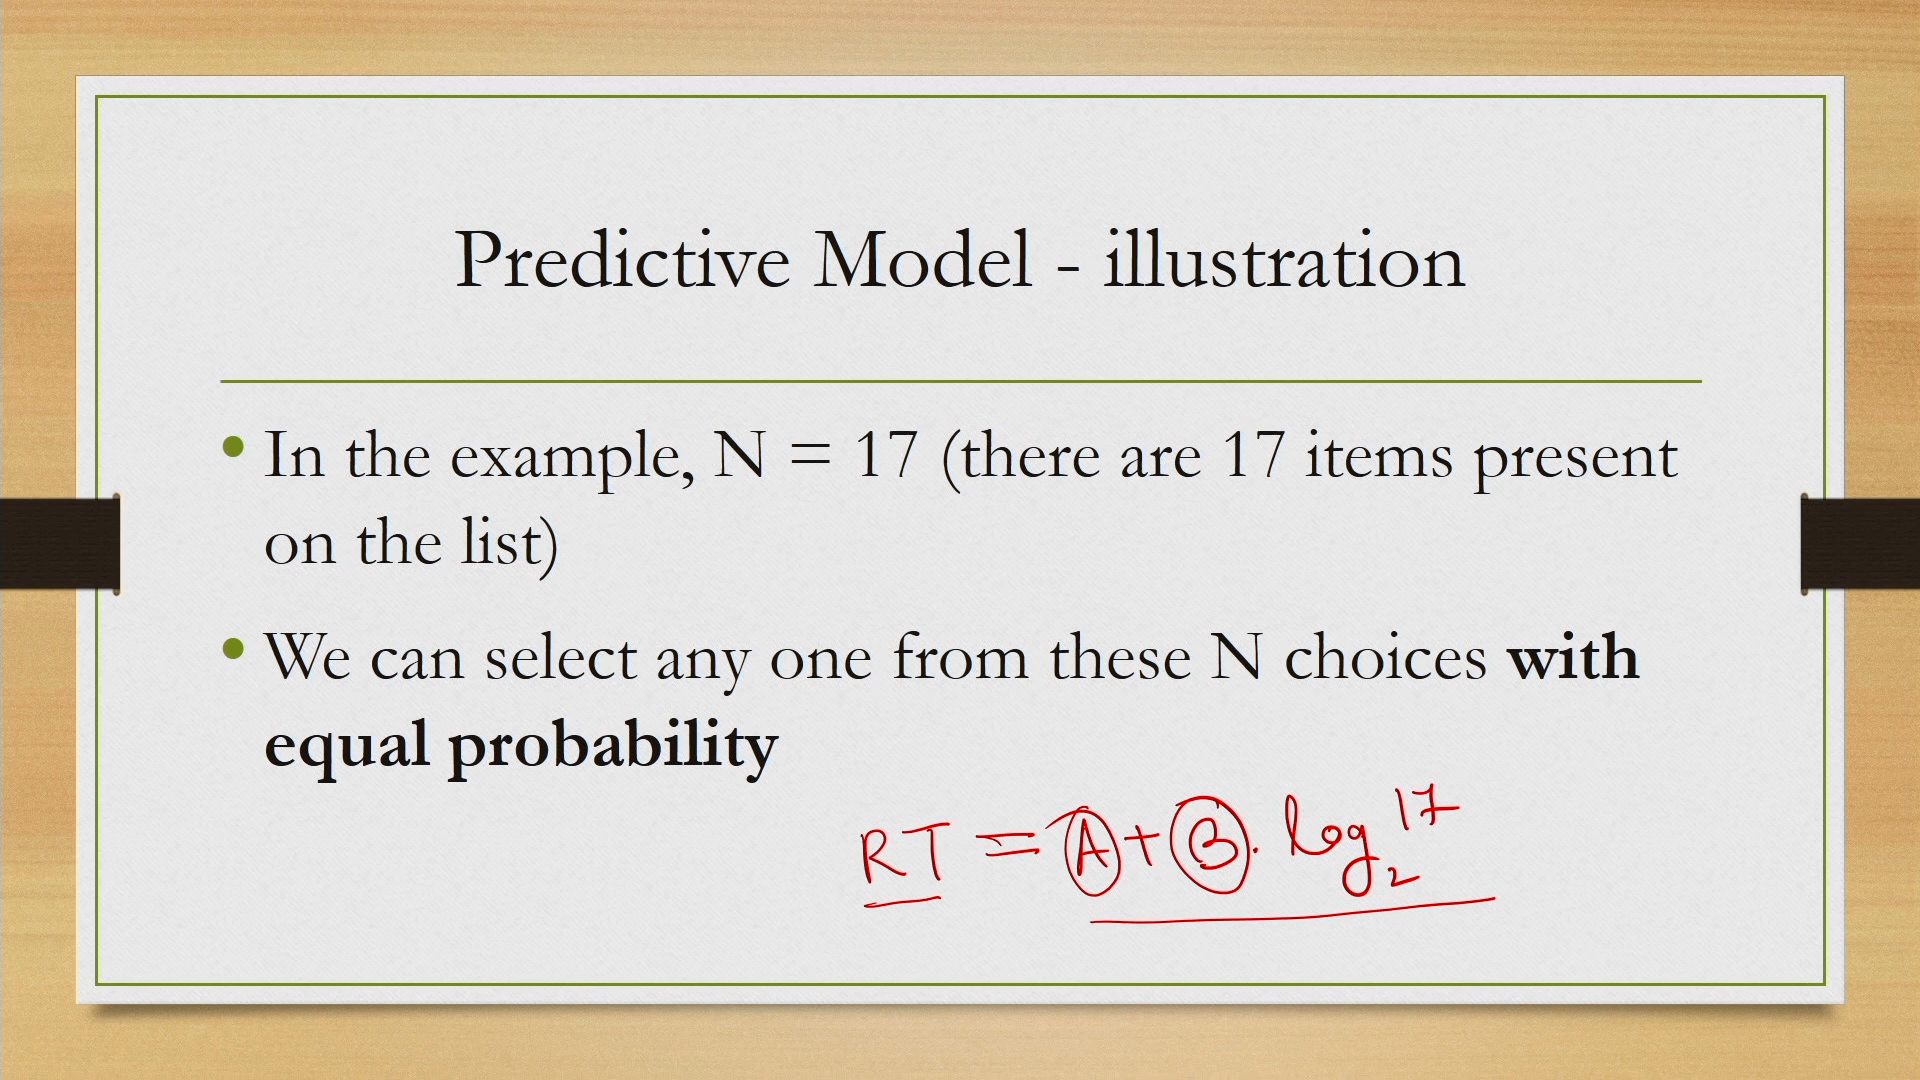 Predictive Model - illustration
• In the example, N = 17 (there are 17 items present
on the list)
• We can select any one from these N choices with
equal probability
RT = A + B . log₂ 17